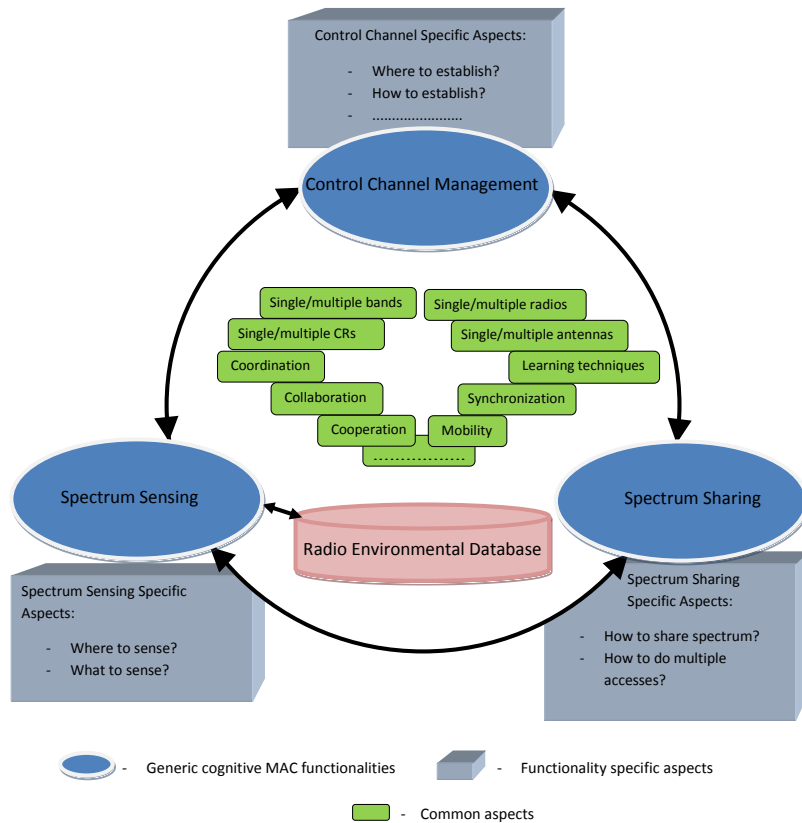 Control Channel Specific Aspects:
- Where to establish?
- How to establish?
- .......................
Control Channel Management
Single/multiple bands
Single/multiple radios
Single/multiple CRs
Single/multiple antennas
Coordination
Learning techniques
Collaboration
Synchronization
Cooperation
Mobility
..................
Spectrum Sensing
Spectrum Sharing
Radio Environmental Database
Spectrum Sensing Specific
Aspects:
- Where to sense?
- What to sense?
Spectrum Sharing
Specific Aspects:
- How to share spectrum?
- How to do multiple
accesses?
- Generic cognitive MAC functionalities
- Functionality specific aspects
- Common aspects